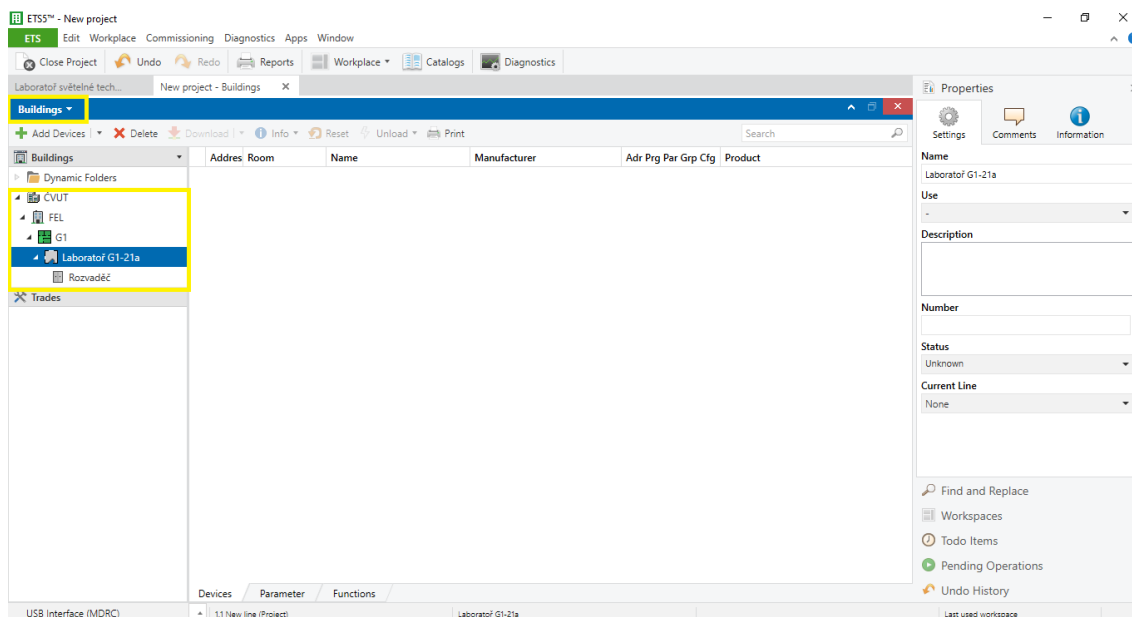 ETS5™ - New project
ETS Edit Workplace Commissioning Diagnostics Apps Window
Close Project Undo Redo Reports Workplace Catalogs Diagnostics
Laboratoř světelné tech... New project - Buildings
Buildings
Add Devices Delete Download Info Reset Unload Print Search
Buildings Addres Room Name Manufacturer Adr Prg Par Grp Cfg Product
Dynamic Folders
ČVUT
FEL
G1
Laboratoř G1-21a
Rozvaděč
Trades
Devices Parameter Functions
Properties
Settings Comments Information
Name
Laboratoř G1-21a
Use
-
Description
Number
Status
Unknown
Current Line
None
Find and Replace
Workspaces
Todo Items
Pending Operations
Undo History
USB Interface (MDRC) 1.1 New line (Project) Laboratoř G1-21a Last used workspace